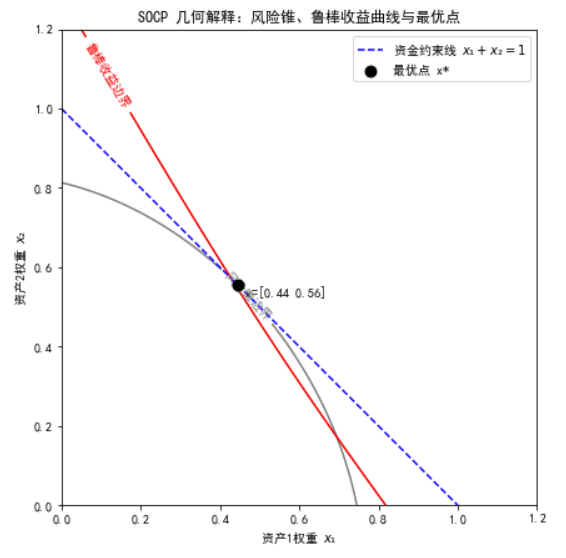 SOCP 几何解释：风险锥、鲁棒收益曲线与最优点
资金约束线 x₁ + x₂ = 1
最优点 x*
鲁棒收益边界
=[0.44 0.56]
资产2权重 x₂
1.2
1.0
0.8
0.6
0.4
0.2
0.0
0.0 0.2 0.4 0.6 0.8 1.0 1.2
资产1权重 x₁